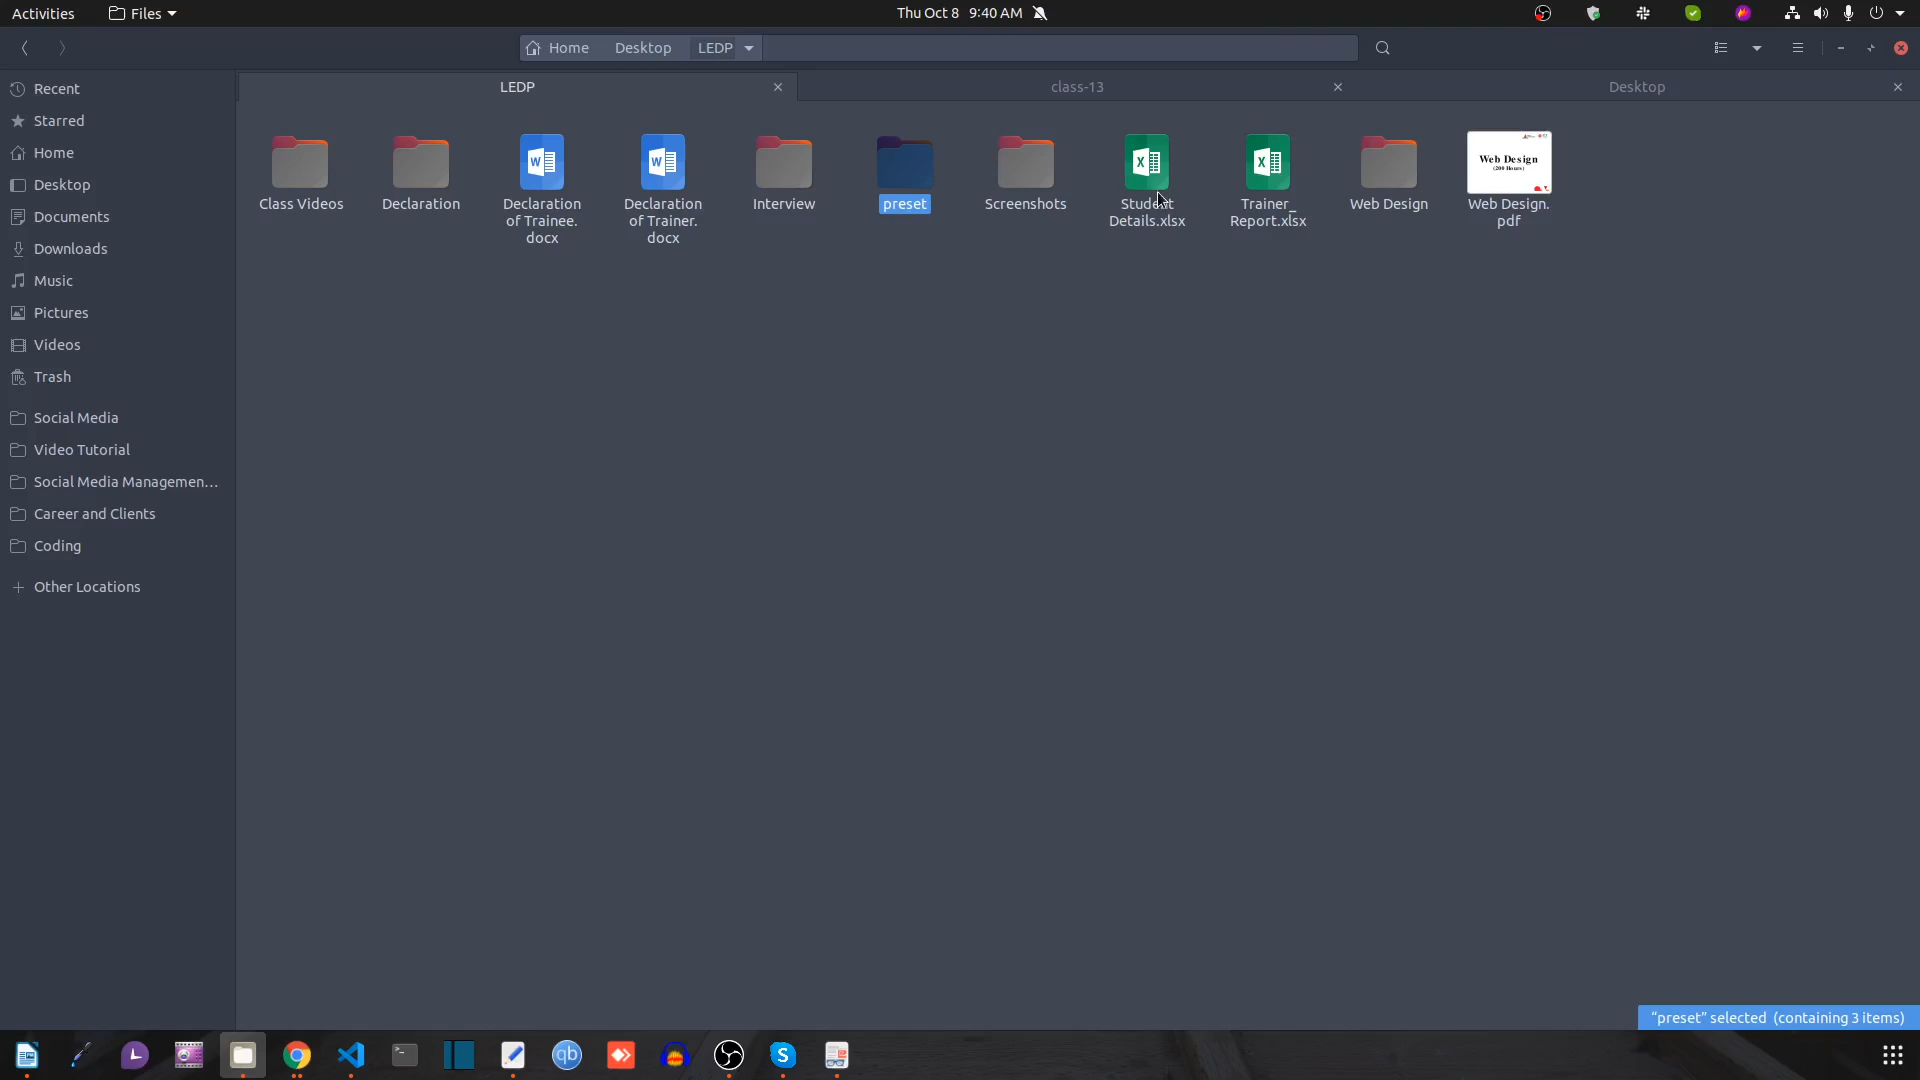 Activities Files Thu Oct 8 9:40 AM
Home Desktop LEDP
LEDP class-13 Desktop
Recent
Starred
Home
Desktop
Documents
Downloads
Music
Pictures
Videos
Trash
Social Media
Video Tutorial
Social Media Managemen...
Career and Clients
Coding
Other Locations
Class Videos
Declaration
Declaration
of Trainee.
docx
Declaration
of Trainer.
docx
Interview
preset
Screenshots
Student
Details.xlsx
Trainer_
Report.xlsx
Web Design
Web Design
(200 Hours)
Web Design.
pdf
"preset" selected (containing 3 items)